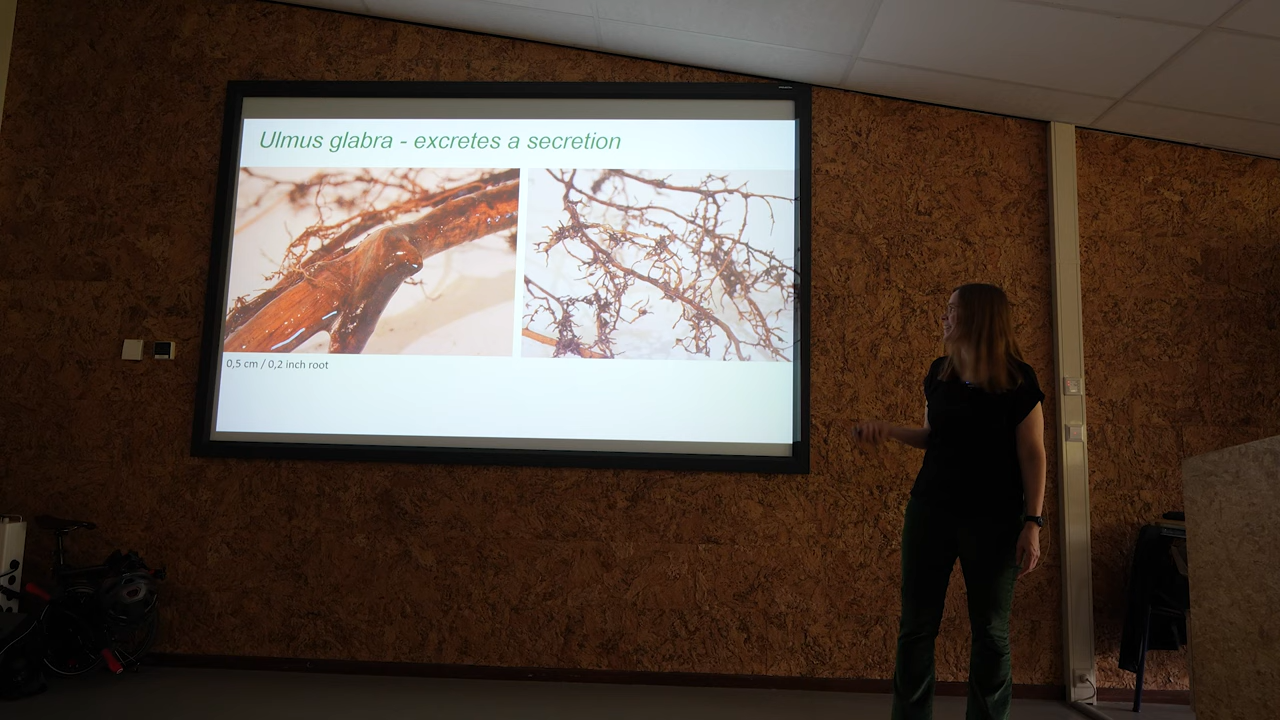 Ulmus glabra - excretes a secretion
0,5 cm / 0,2 inch root